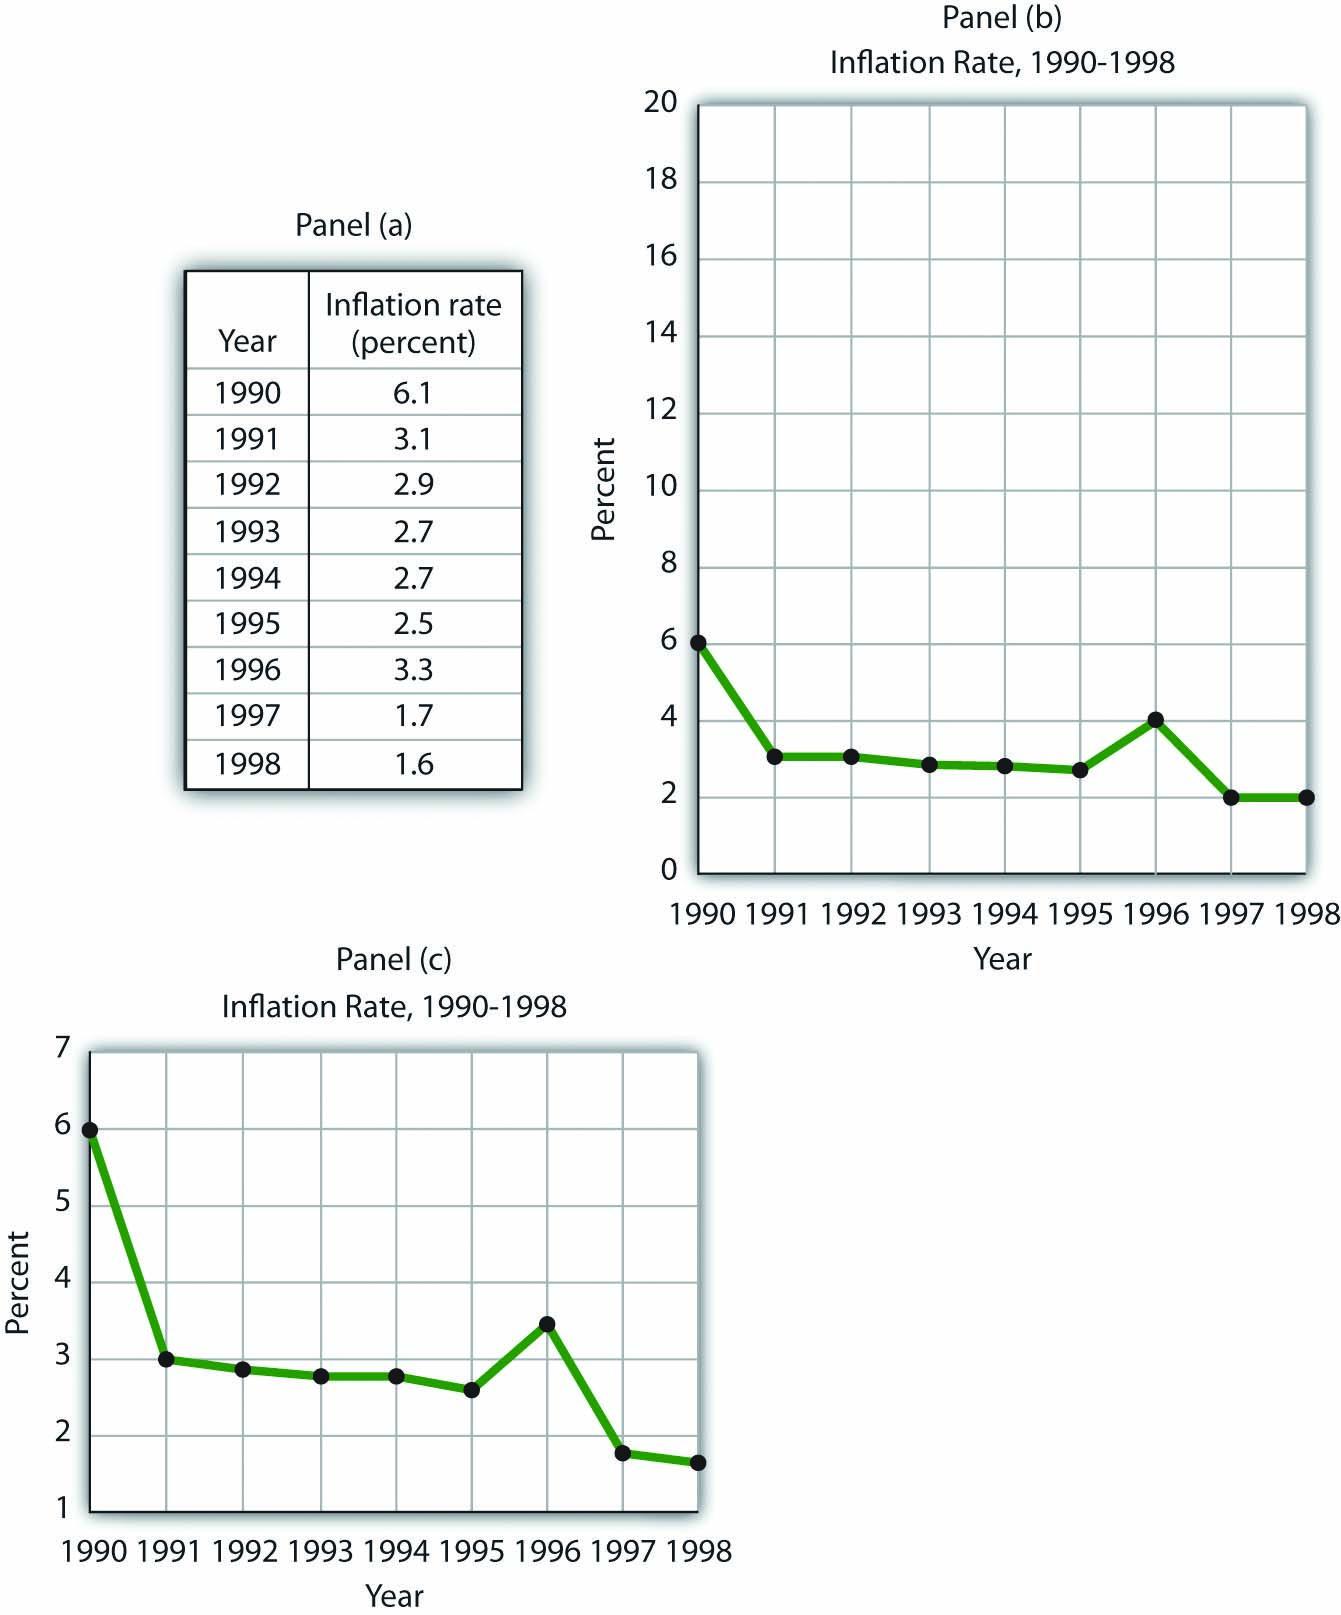 Panel (a)
Year Inflation rate (percent)
1990 6.1
1991 3.1
1992 2.9
1993 2.7
1994 2.7
1995 2.5
1996 3.3
1997 1.7
1998 1.6
Panel (b)
Inflation Rate, 1990-1998
Percent
20
18
16
14
12
10
8
6
4
2
0
1990 1991 1992 1993 1994 1995 1996 1997 1998
Year
Panel (c)
Inflation Rate, 1990-1998
Percent
7
6
5
4
3
2
1
1990 1991 1992 1993 1994 1995 1996 1997 1998
Year